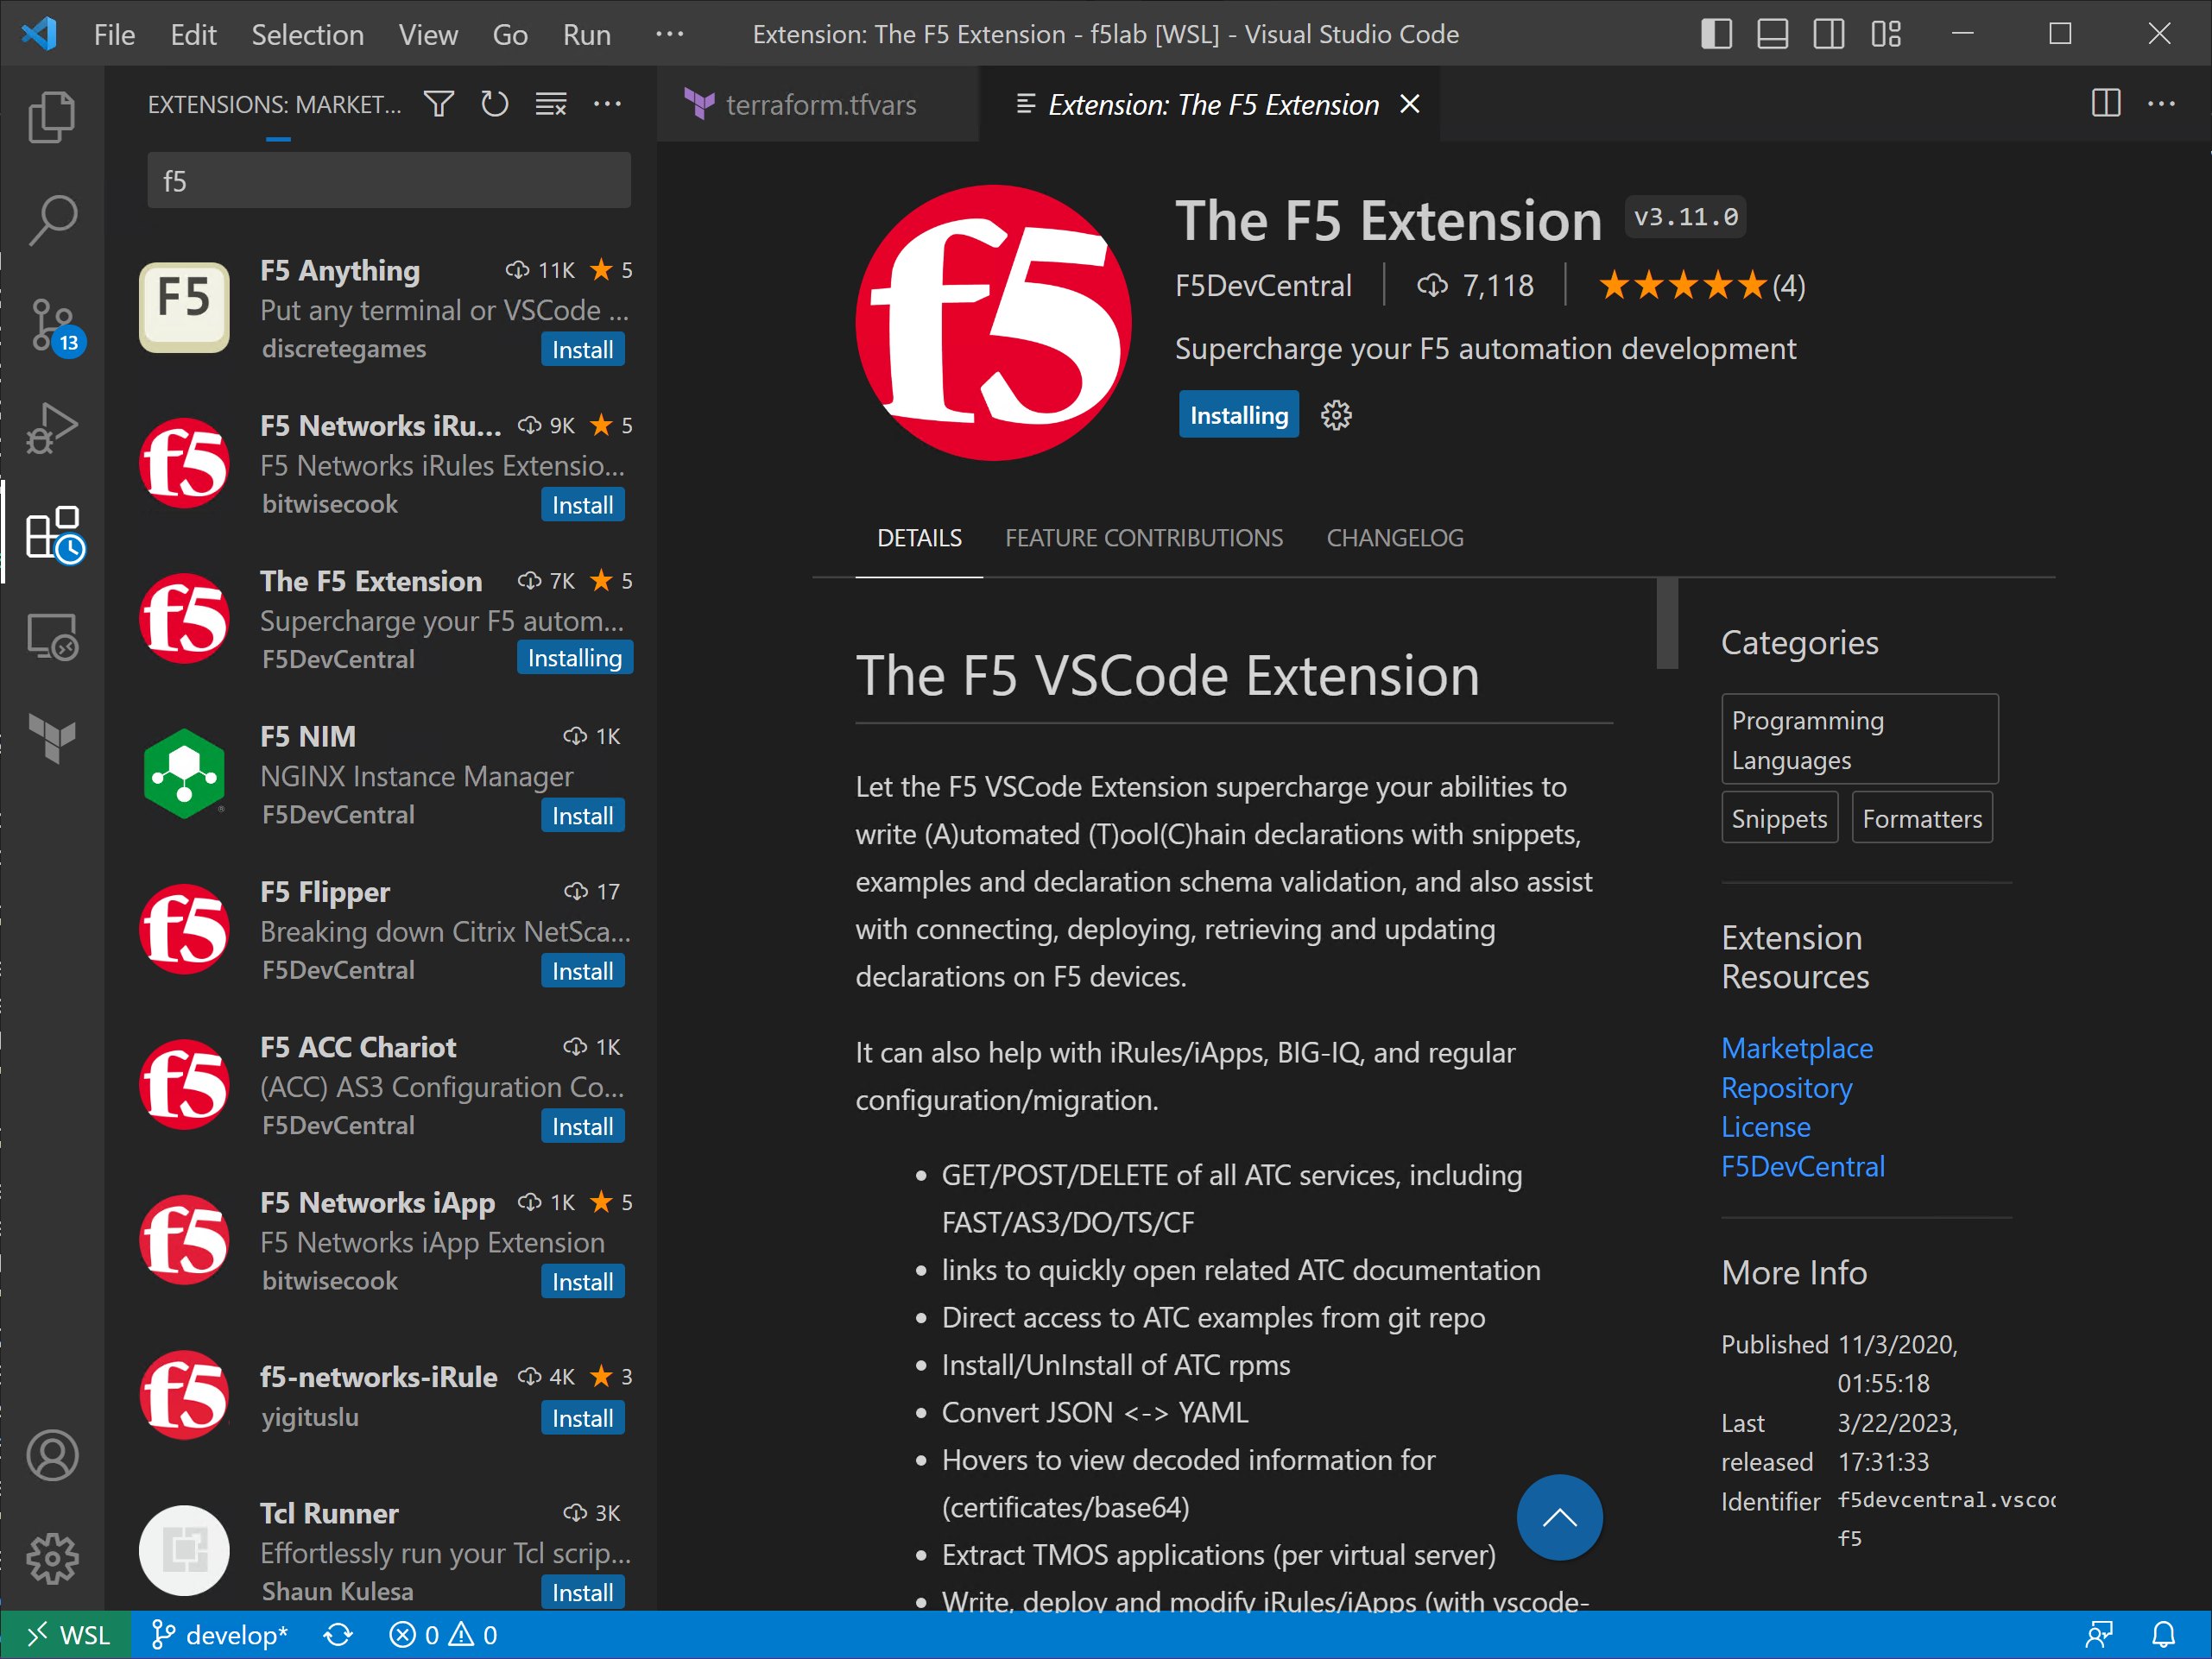 File Edit Selection View Go Run ··· Extension: The F5 Extension - f5lab [WSL] - Visual Studio Code
EXTENSIONS: MARKET...
f5
F5 Anything 11K 5
Put any terminal or VSCode ...
discretegames Install
f5
F5 Networks iRu... 9K 5
F5 Networks iRules Extensio...
bitwisecook Install
f5
The F5 Extension 7K 5
Supercharge your F5 autom...
F5DevCentral Installing
F5 NIM 1K
NGINX Instance Manager
F5DevCentral Install
f5
F5 Flipper 17
Breaking down Citrix NetSca...
F5DevCentral Install
f5
F5 ACC Chariot 1K
(ACC) AS3 Configuration Co...
F5DevCentral Install
f5
F5 Networks iApp 1K 5
F5 Networks iApp Extension
bitwisecook Install
f5
f5-networks-iRule 4K 3
yigituslu Install
f5
Tcl Runner 3K
Effortlessly run your Tcl scrip...
Shaun Kulesa Install
F5
13
terraform.tfvars Extension: The F5 Extension
f5
The F5 Extension v3.11.0
F5DevCentral 7,118 (4)
Supercharge your F5 automation development
Installing
DETAILS FEATURE CONTRIBUTIONS CHANGELOG
The F5 VSCode Extension
Let the F5 VSCode Extension supercharge your abilities to
write (A)utomated (T)ool(C)hain declarations with snippets,
examples and declaration schema validation, and also assist
with connecting, deploying, retrieving and updating
declarations on F5 devices.
It can also help with iRules/iApps, BIG-IQ, and regular
configuration/migration.
• GET/POST/DELETE of all ATC services, including
FAST/AS3/DO/TS/CF
• links to quickly open related ATC documentation
• Direct access to ATC examples from git repo
• Install/UnInstall of ATC rpms
• Convert JSON <-> YAML
• Hovers to view decoded information for
(certificates/base64)
• Extract TMOS applications (per virtual server)
• Write, deploy and modify iRules/iApps (with vscode-
Categories
Programming
Languages
Snippets Formatters
Extension
Resources
Marketplace
Repository
License
F5DevCentral
More Info
Published 11/3/2020,
01:55:18
Last 3/22/2023,
released 17:31:33
Identifier f5devcentral.vscod
f5
WSL develop* 0 0